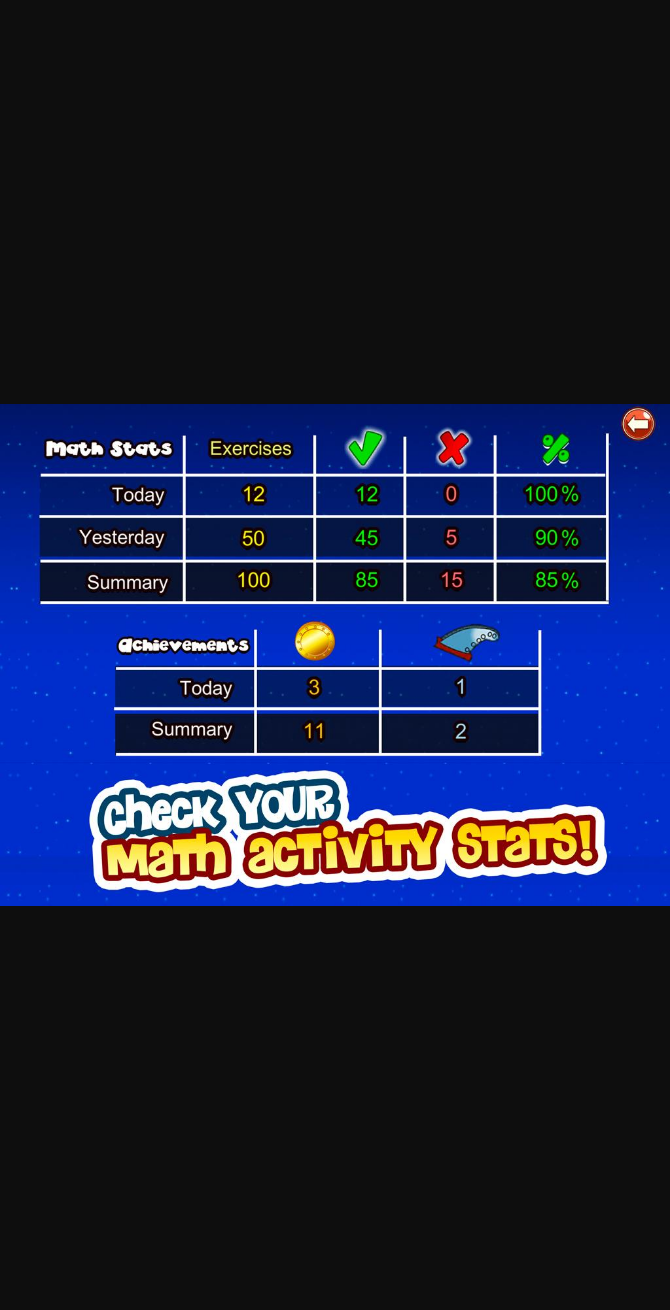 Math Stats Exercises %
Today 12 12 0 100%
Yesterday 50 45 5 90%
Summary 100 85 15 85%
Achievements
Today 3 1
Summary 11 2
Check YOUR
Math activity Stats!